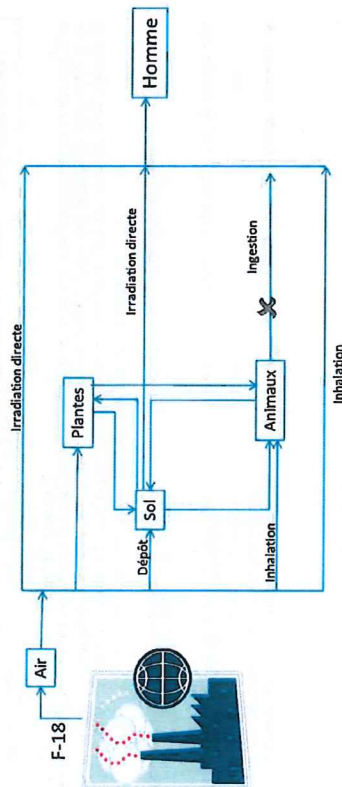 F-18
Air
Irradiation directe
Plantes
Dépôt
Sol
Irradiation directe
Homme
Inhalation
Animaux
Ingestion
Inhalation